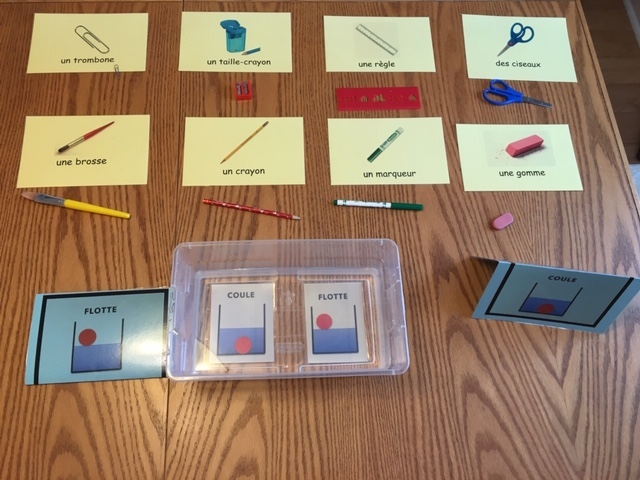 un trombone
un taille-crayon
une règle
des ciseaux
une brosse
un crayon
un marqueur
une gomme
FLOTTE
COULE
FLOTTE
COULE